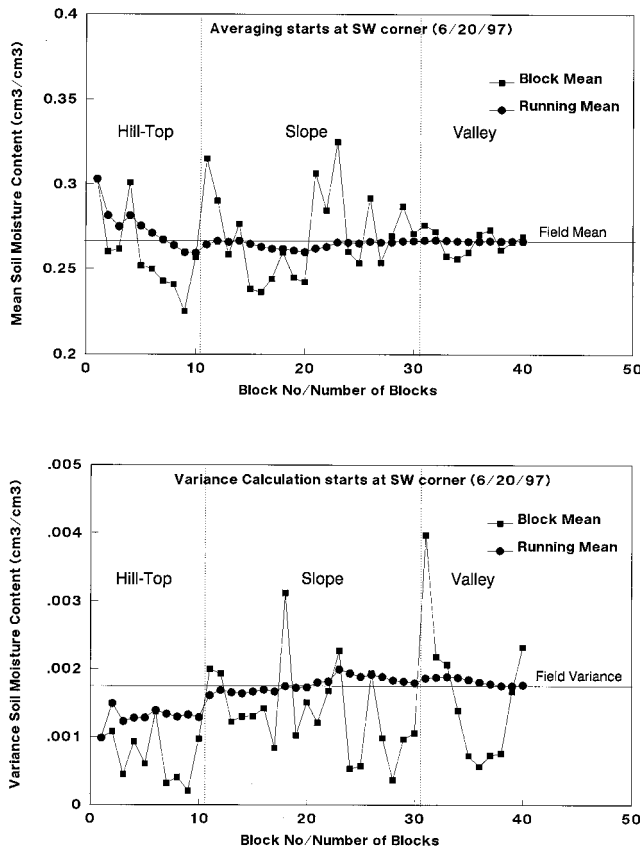 0.4
Averaging starts at SW corner (6/20/97)
Block Mean
0.35
Running Mean
Hill-Top
Slope
Valley
0.3
Field Mean
0.25
0.2
0
10
20
30
40
50
Block No/Number of Blocks
Mean Soil Moisture Content (cm3/cm3)
.005
Variance Calculation starts at SW corner (6/20/97)
Block Mean
.004
Running Mean
Hill-Top
Slope
Valley
.003
.002
Field Variance
.001
0
0
10
20
30
40
50
Block No/Number of Blocks
Variance Soil Moisture Content (cm3/cm3)